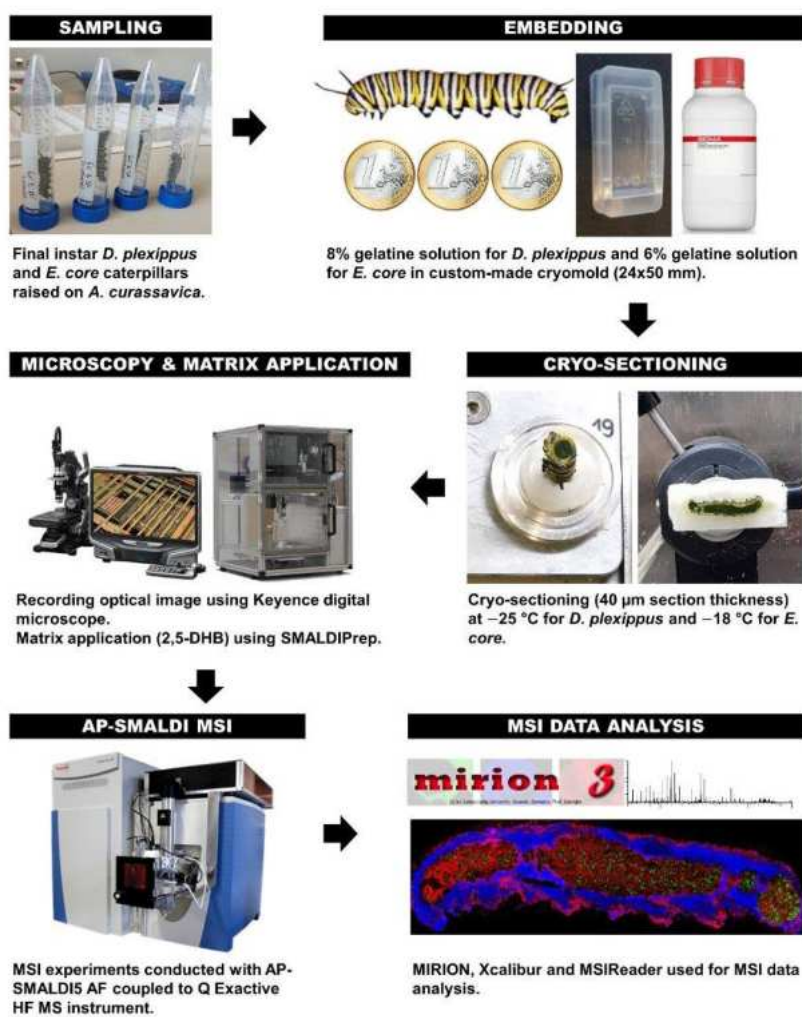 SAMPLING
EMBEDDING
Final instar D. plexippus
and E. core caterpillars
raised on A. curassavica.
8% gelatine solution for D. plexippus and 6% gelatine solution
for E. core in custom-made cryomold (24x50 mm).
MICROSCOPY & MATRIX APPLICATION
CRYO-SECTIONING
19
Recording optical image using Keyence digital
microscope.
Matrix application (2,5-DHB) using SMALDIPrep.
Cryo-sectioning (40 µm section thickness)
at −25 °C for D. plexippus and −18 °C for E.
core.
AP-SMALDI MSI
MSI DATA ANALYSIS
mirion 3
MSI experiments conducted with AP-
SMALDI5 AF coupled to Q Exactive
HF MS instrument.
MIRION, Xcalibur and MSIReader used for MSI data
analysis.